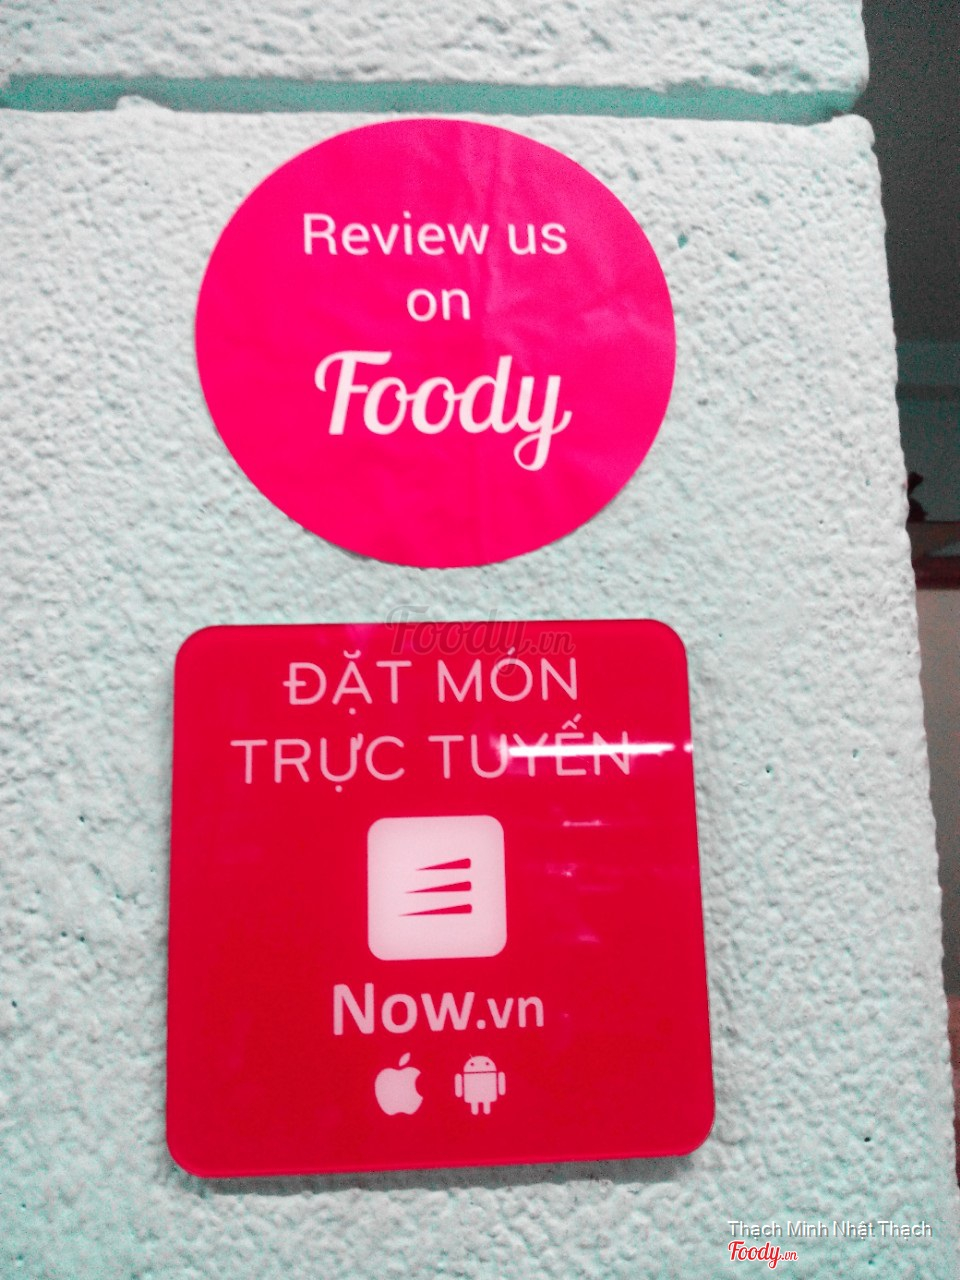 Review us
on
Foody
Foody.vn
ĐẶT MÓN
TRỰC TUYẾN
Now.vn
Thạch Minh Nhật Thạch
Foody.vn